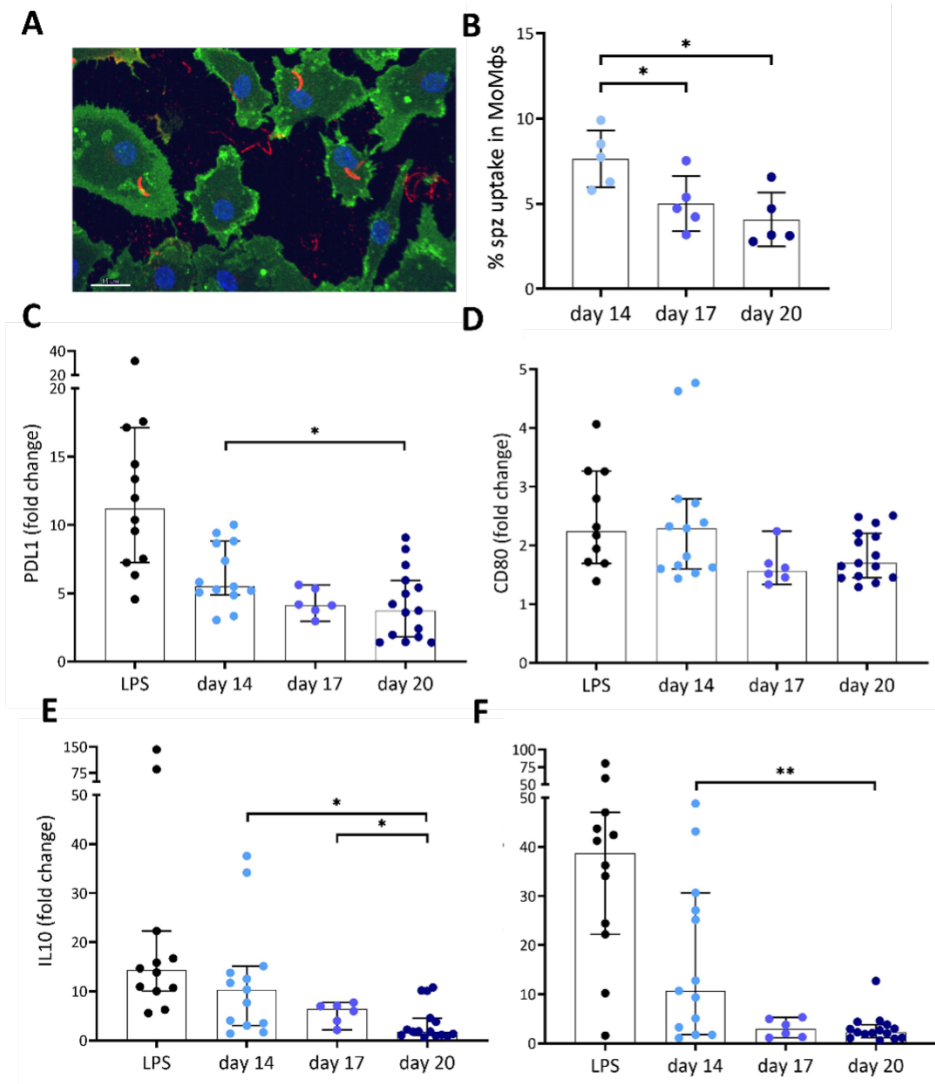 A
B
% spz uptake in MoMɸs
15
10
5
0
*
*
day 14
day 17
day 20
C
PDL1 (fold change)
40
20
20
15
10
5
0
*
LPS
day 14
day 17
day 20
D
CD80 (fold change)
5
4
3
2
1
0
LPS
day 14
day 17
day 20
E
IL10 (fold change)
150
75
50
40
30
20
10
0
*
*
LPS
day 14
day 17
day 20
F
100
75
50
50
40
30
20
10
0
**
LPS
day 14
day 17
day 20